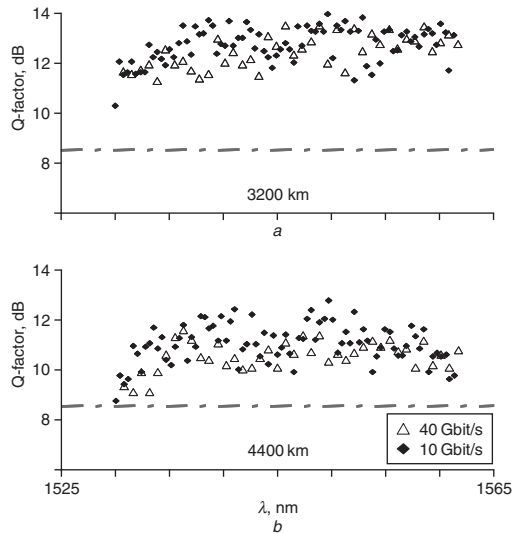 14
12
10
8
Q-factor, dB
3200 km
a
14
12
10
8
6
Q-factor, dB
4400 km
40 Gbit/s
10 Gbit/s
1525
1565
λ, nm
b